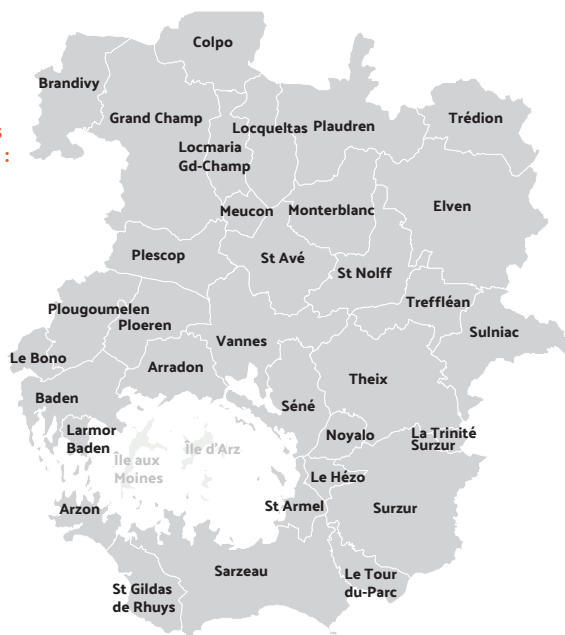 Colpo
Brandivy
Grand Champ
Locqueltas
Plaudren
Trédion
s
:
Locmaria
Gd-Champ
Meucon
Monterblanc
Elven
Plescop
St Avé
St Nolff
Treffléan
Plougoumelen
Ploeren
Vannes
Sulniac
Le Bono
Arradon
Theix
Baden
Séné
Larmor
Baden
Noyalo
La Trinité
Surzur
Île d'Arz
Île aux
Moines
Le Hézo
Arzon
St Armel
Surzur
Sarzeau
Le Tour
du-Parc
St Gildas
de Rhuys